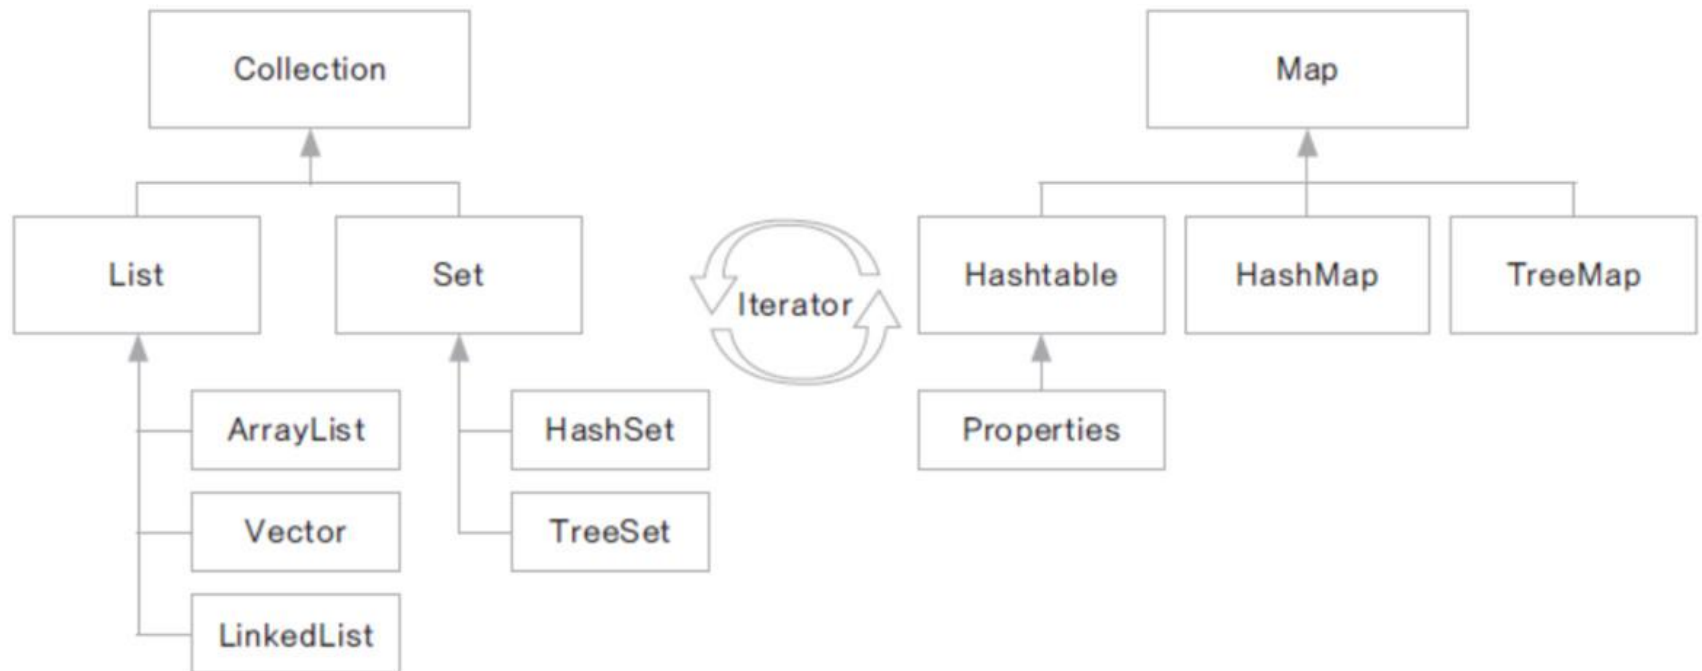 Collection
Map
List
Set
Iterator
Hashtable
HashMap
TreeMap
ArrayList
HashSet
Properties
Vector
TreeSet
LinkedList